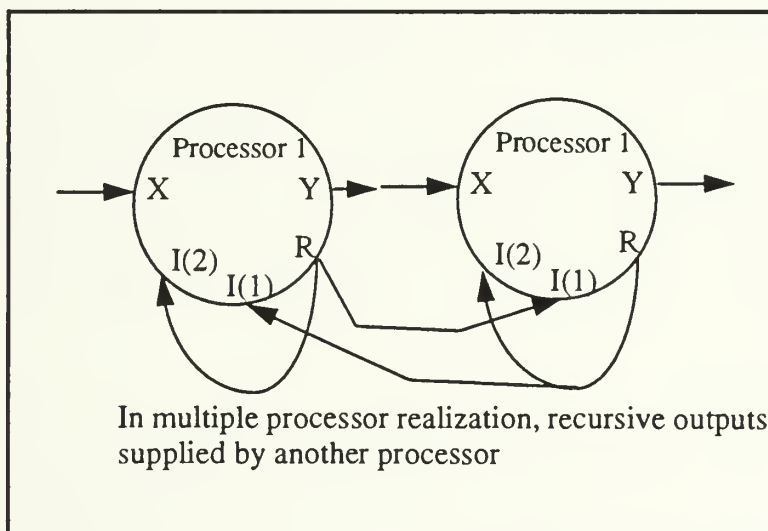 Processor 1
X Y
R
I(2)
I(1)
Processor 1
X Y
R
I(2)
I(1)
In multiple processor realization, recursive outputs
supplied by another processor